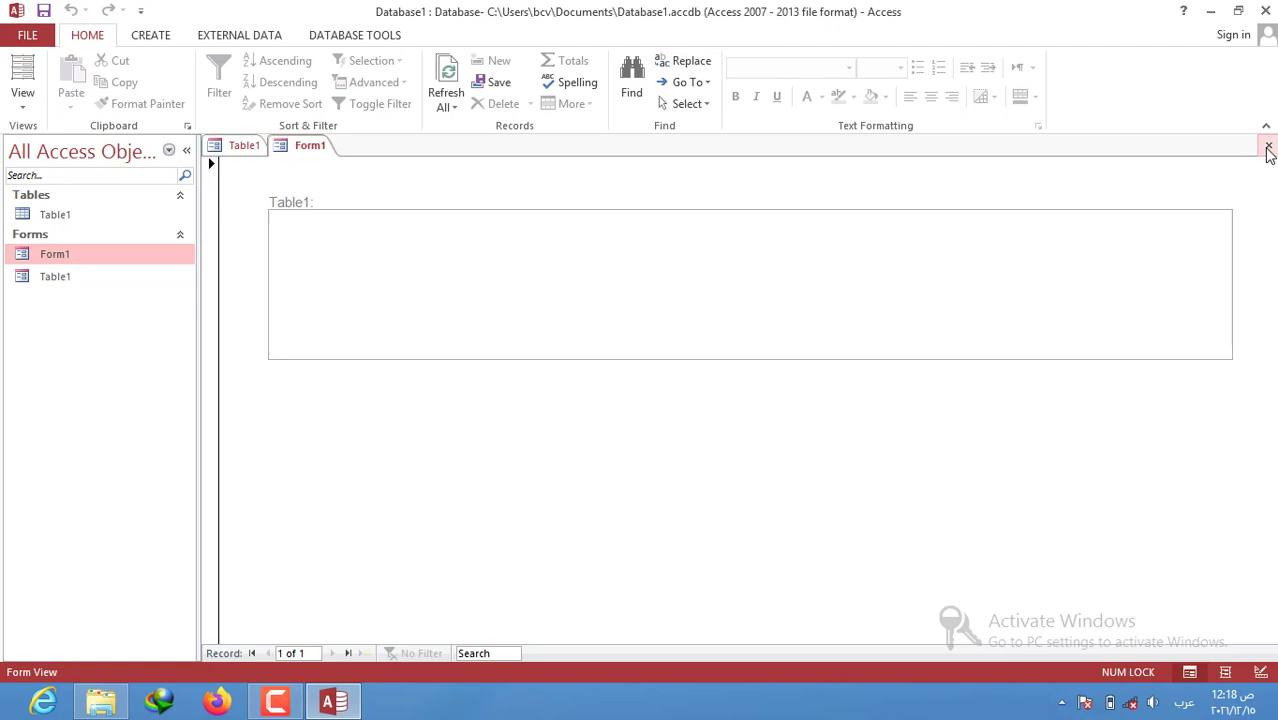 Database1 : Database- C:\Users\bcv\Documents\Database1.accdb (Access 2007 - 2013 file format) - Access
FILE HOME CREATE EXTERNAL DATA DATABASE TOOLS Sign in
View
Views
Paste
Cut
Copy
Format Painter
Clipboard
Filter
Ascending
Descending
Remove Sort
Selection
Advanced
Toggle Filter
Sort & Filter
Refresh
All
New
Save
Delete
Totals
Spelling
More
Records
Find
Replace
Go To
Select
Find
B I U A
Text Formatting
All Access Obje...
Search...
Tables
Table1
Forms
Form1
Table1
Table1 Form1
Table1:
Activate Windows
Go to PC settings to activate Windows.
Record: 1 of 1 No Filter Search
Form View NUM LOCK
عرب
12:18 ص
٢٠٢١/١٢/١٥